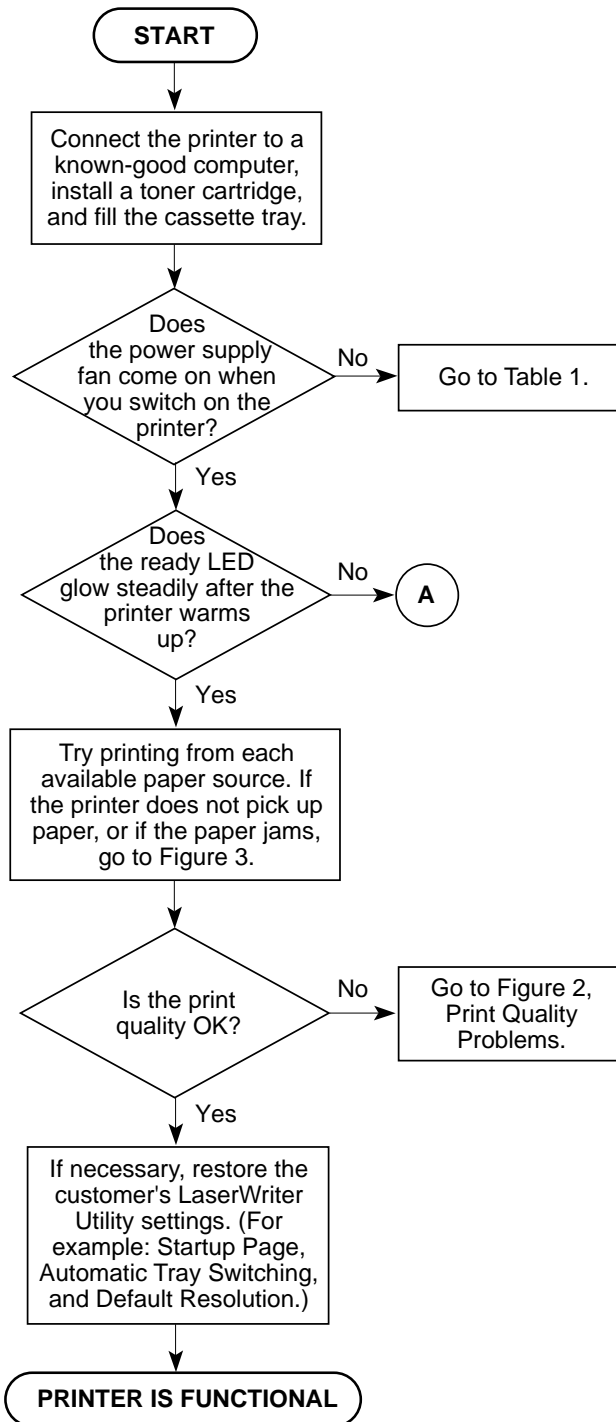 START
Connect the printer to a
known-good computer,
install a toner cartridge,
and fill the cassette tray.
Does
the power supply
fan come on when
you switch on the
printer?
No
Go to Table 1.
Yes
Does
the ready LED
glow steadily after the
printer warms
up?
No
A
Yes
Try printing from each
available paper source. If
the printer does not pick up
paper, or if the paper jams,
go to Figure 3.
Is the print
quality OK?
No
Go to Figure 2,
Print Quality
Problems.
Yes
If necessary, restore the
customer's LaserWriter
Utility settings. (For
example: Startup Page,
Automatic Tray Switching,
and Default Resolution.)
PRINTER IS FUNCTIONAL